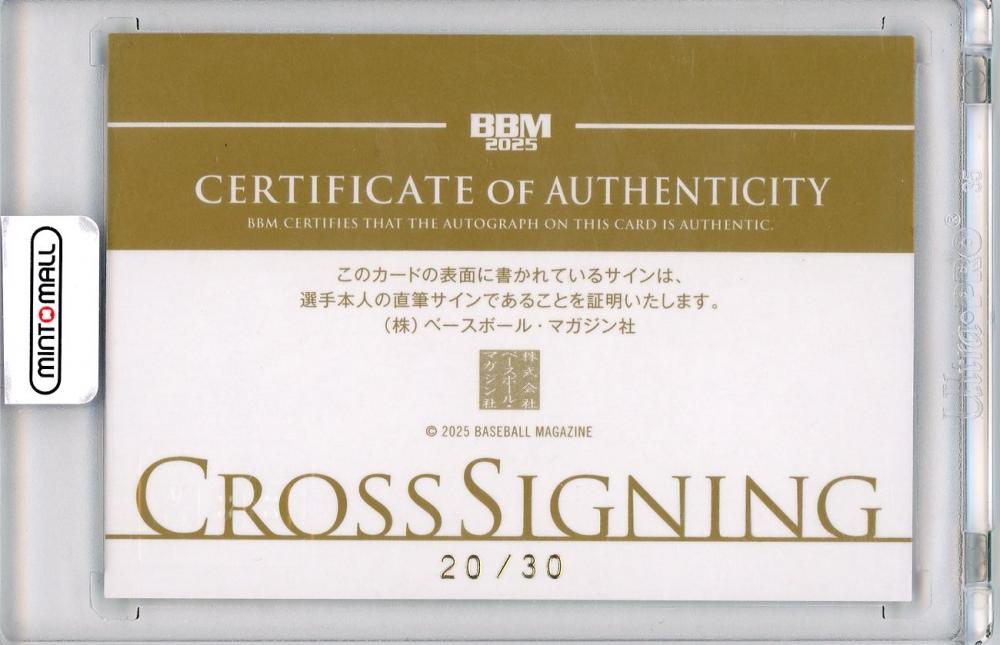 BBM
2025
CERTIFICATE OF AUTHENTICITY
BBM CERTIFIES THAT THE AUTOGRAPH ON THIS CARD IS AUTHENTIC.
このカードの表面に書かれているサインは、
選手本人の直筆サインであることを証明いたします。
(株)ベースボール・マガジン社
株式会社
ベースボール・
マガジン社
© 2025 BASEBALL MAGAZINE
CROSSSIGNING
20/30
MINTOMALL
UltraPRO®
35